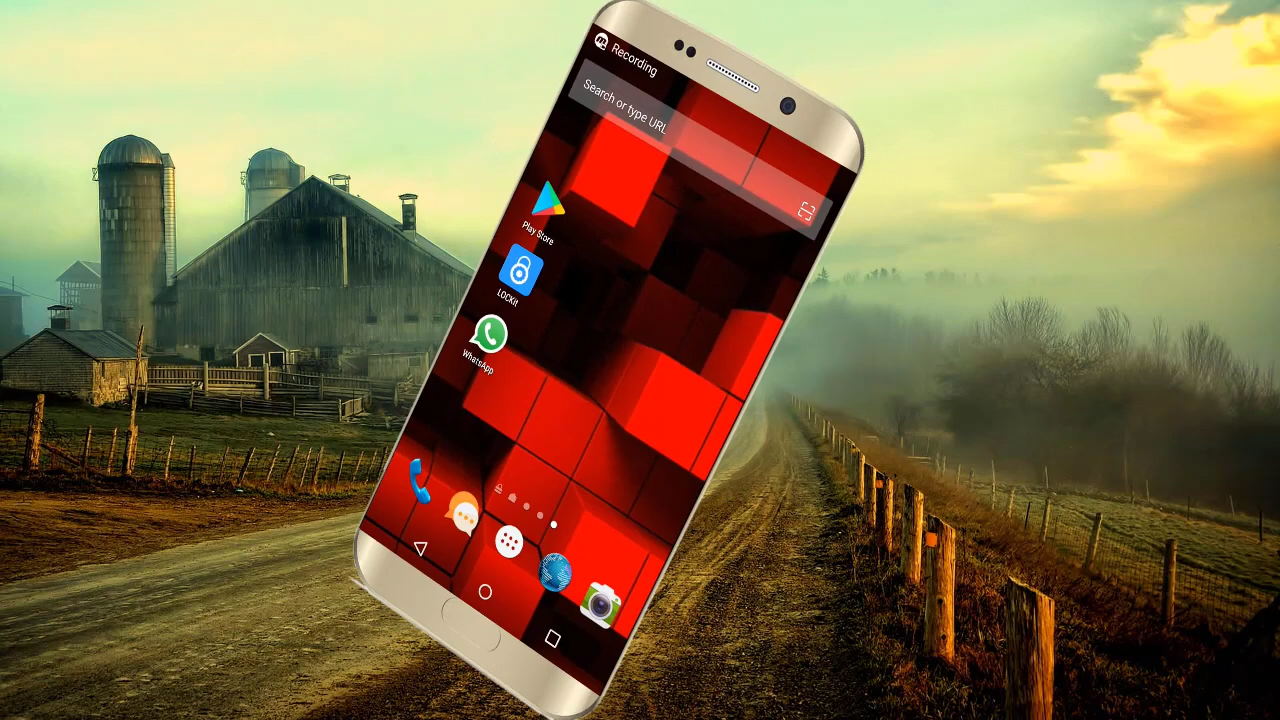 Recording
Search or type URL
Play Store
LOCKit
WhatsApp